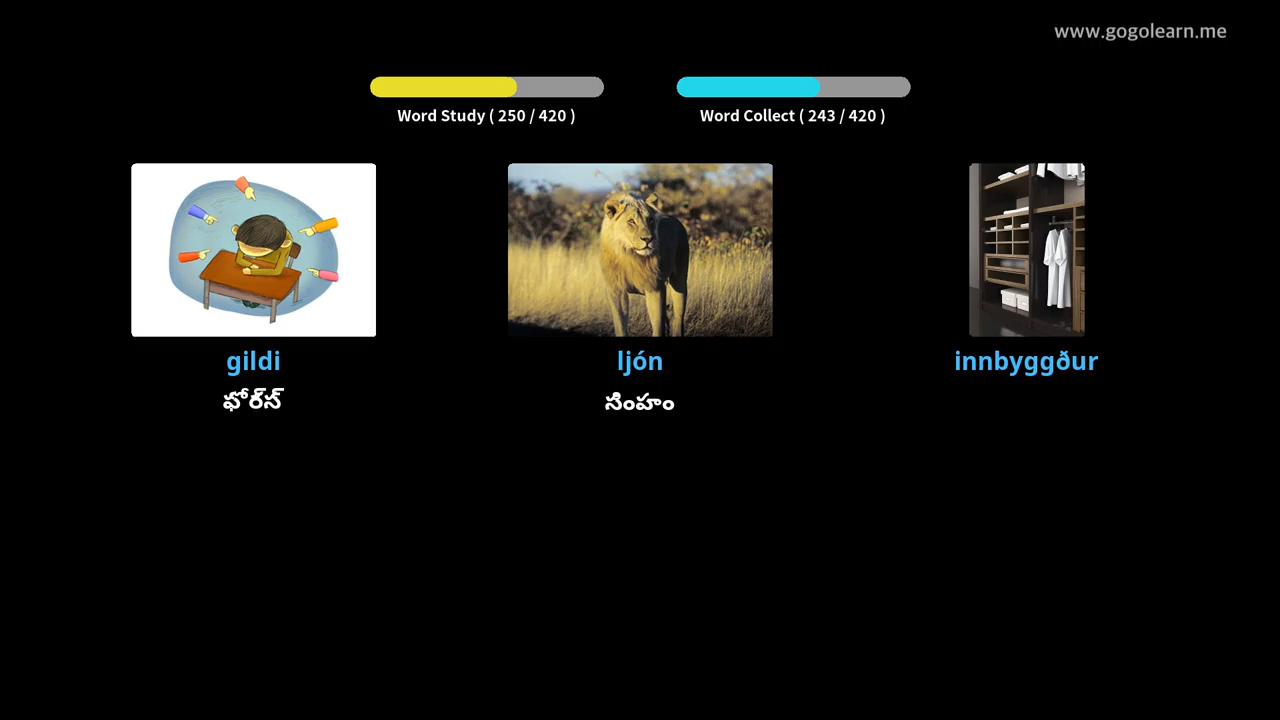 www.gogolearn.me
Word Study ( 250 / 420 )
Word Collect ( 243 / 420 )
gildi
ఫోర్స్
ljón
సింహం
innbyggður